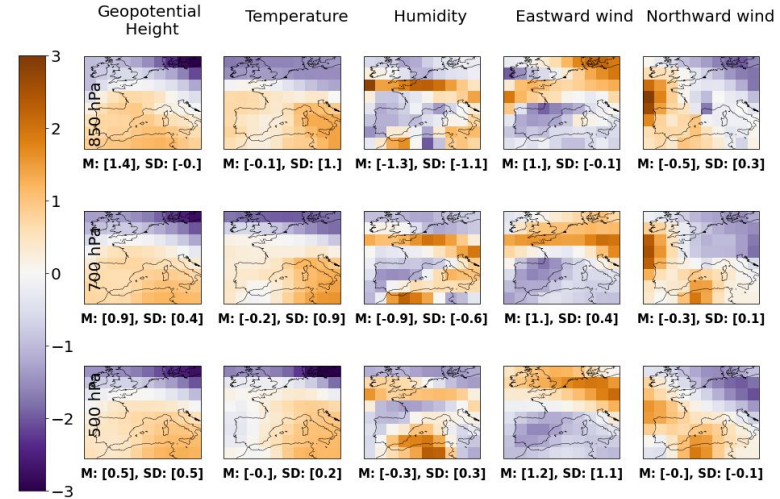 Geopotential Height
Temperature
Humidity
Eastward wind
Northward wind
3
2
1
0
−1
−2
−3
850 hPa
M: [1.4], SD: [-0.]
M: [-0.1], SD: [1.]
M: [-1.3], SD: [-1.1]
M: [1.], SD: [-0.1]
M: [-0.5], SD: [0.3]
700 hPa
M: [0.9], SD: [0.4]
M: [-0.2], SD: [0.9]
M: [-0.9], SD: [-0.6]
M: [1.], SD: [0.4]
M: [-0.3], SD: [0.1]
500 hPa
M: [0.5], SD: [0.5]
M: [-0.], SD: [0.2]
M: [-0.3], SD: [0.3]
M: [1.2], SD: [1.1]
M: [-0.], SD: [-0.1]